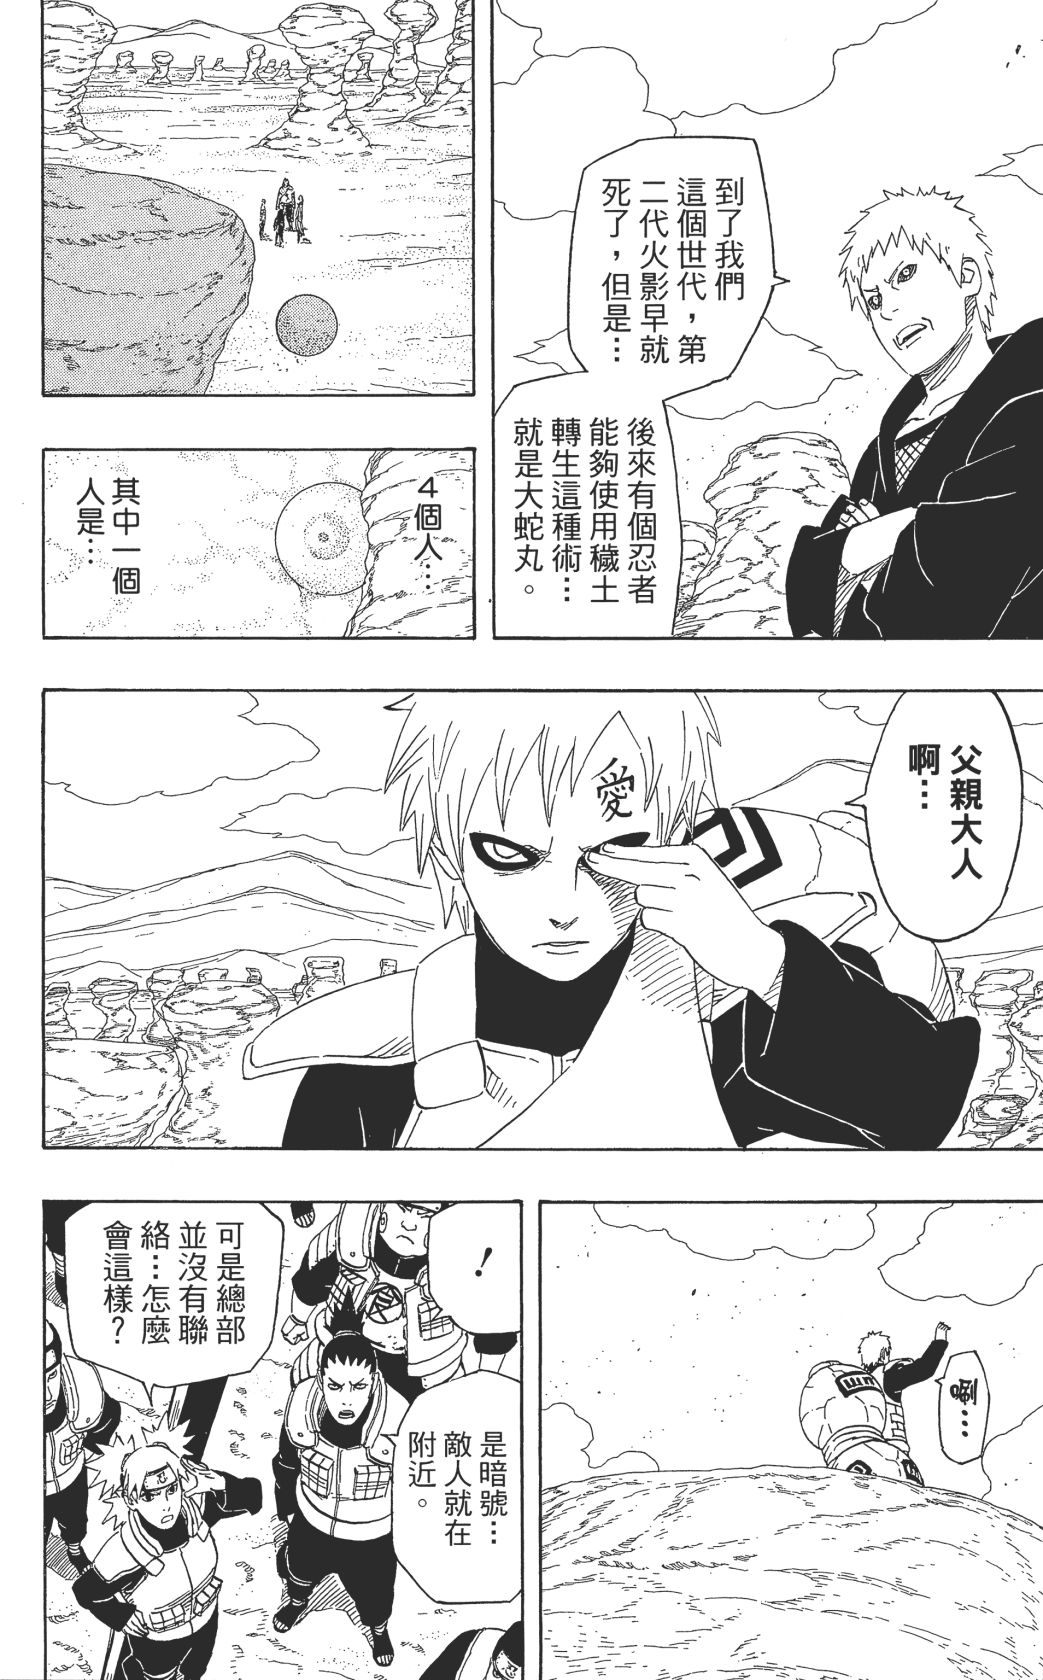 到了我們
這個世代，第
二代火影早就
死了，但是…
後來有個忍者
能夠使用穢土
轉生這種術…
就是大蛇丸。
4個人…
其中一個
人是…
父親大人
啊…
愛
唰…
！
是暗號…
敵人就在
附近。
可是總部
並沒有聯
絡…怎麼
會這樣？